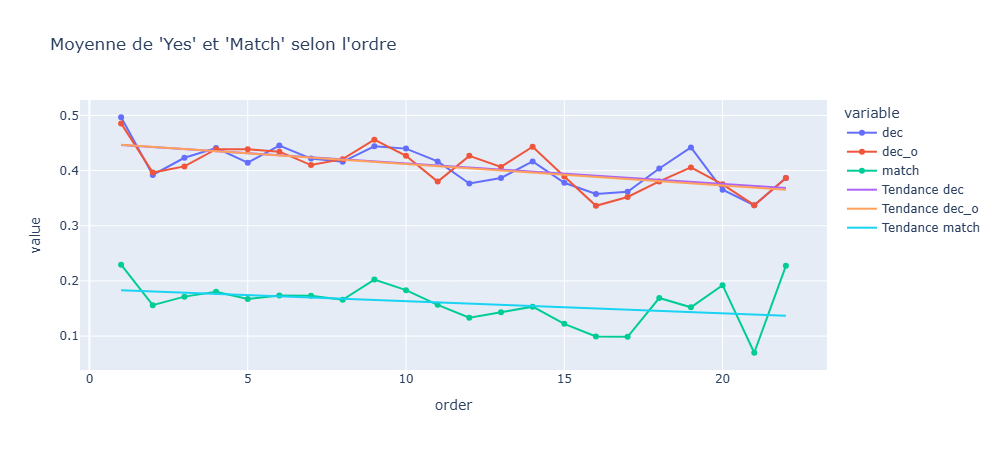 Moyenne de 'Yes' et 'Match' selon l'ordre
variable
dec
dec_o
match
Tendance dec
Tendance dec_o
Tendance match
value
0.5
0.4
0.3
0.2
0.1
0
5
10
15
20
order